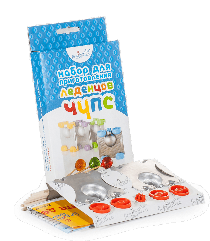 набор для
приготовления
леденцов
чупс